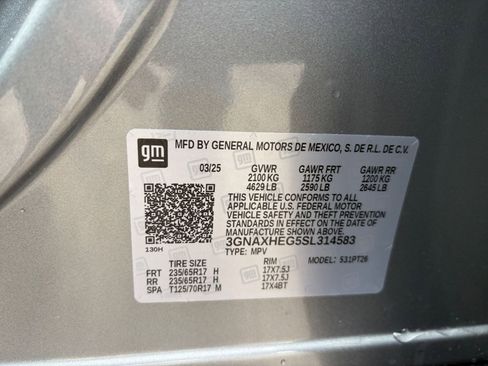 gm
MFD BY GENERAL MOTORS DE MEXICO, S. DE R.L. DE C.V.
03/25 GVWR GAWR FRT GAWR RR
2100 KG 1175 KG 1200 KG
4629 LB 2590 LB 2645 LB
THIS VEHICLE CONFORMS TO ALL
APPLICABLE U.S. FEDERAL MOTOR
VEHICLE SAFETY STANDARDS IN
EFFECT ON THE DATE OF
MANUFACTURE SHOWN ABOVE.
3GNAXHEG5SL314583
130H
TYPE: MPV MODEL: 531PT26
TIRE SIZE RIM
FRT 235/65R17 H 17X7.5J
RR 235/65R17 H 17X7.5J
SPA T125/70R17 M 17X4BT